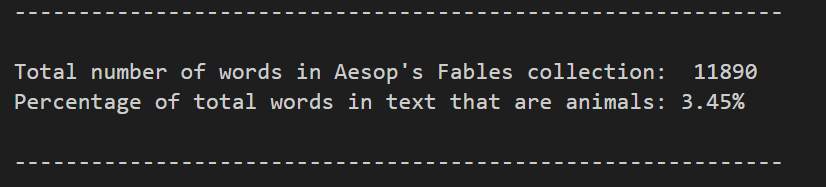 ------------------------------------------------------------
Total number of words in Aesop's Fables collection:  11890
Percentage of total words in text that are animals: 3.45%
------------------------------------------------------------